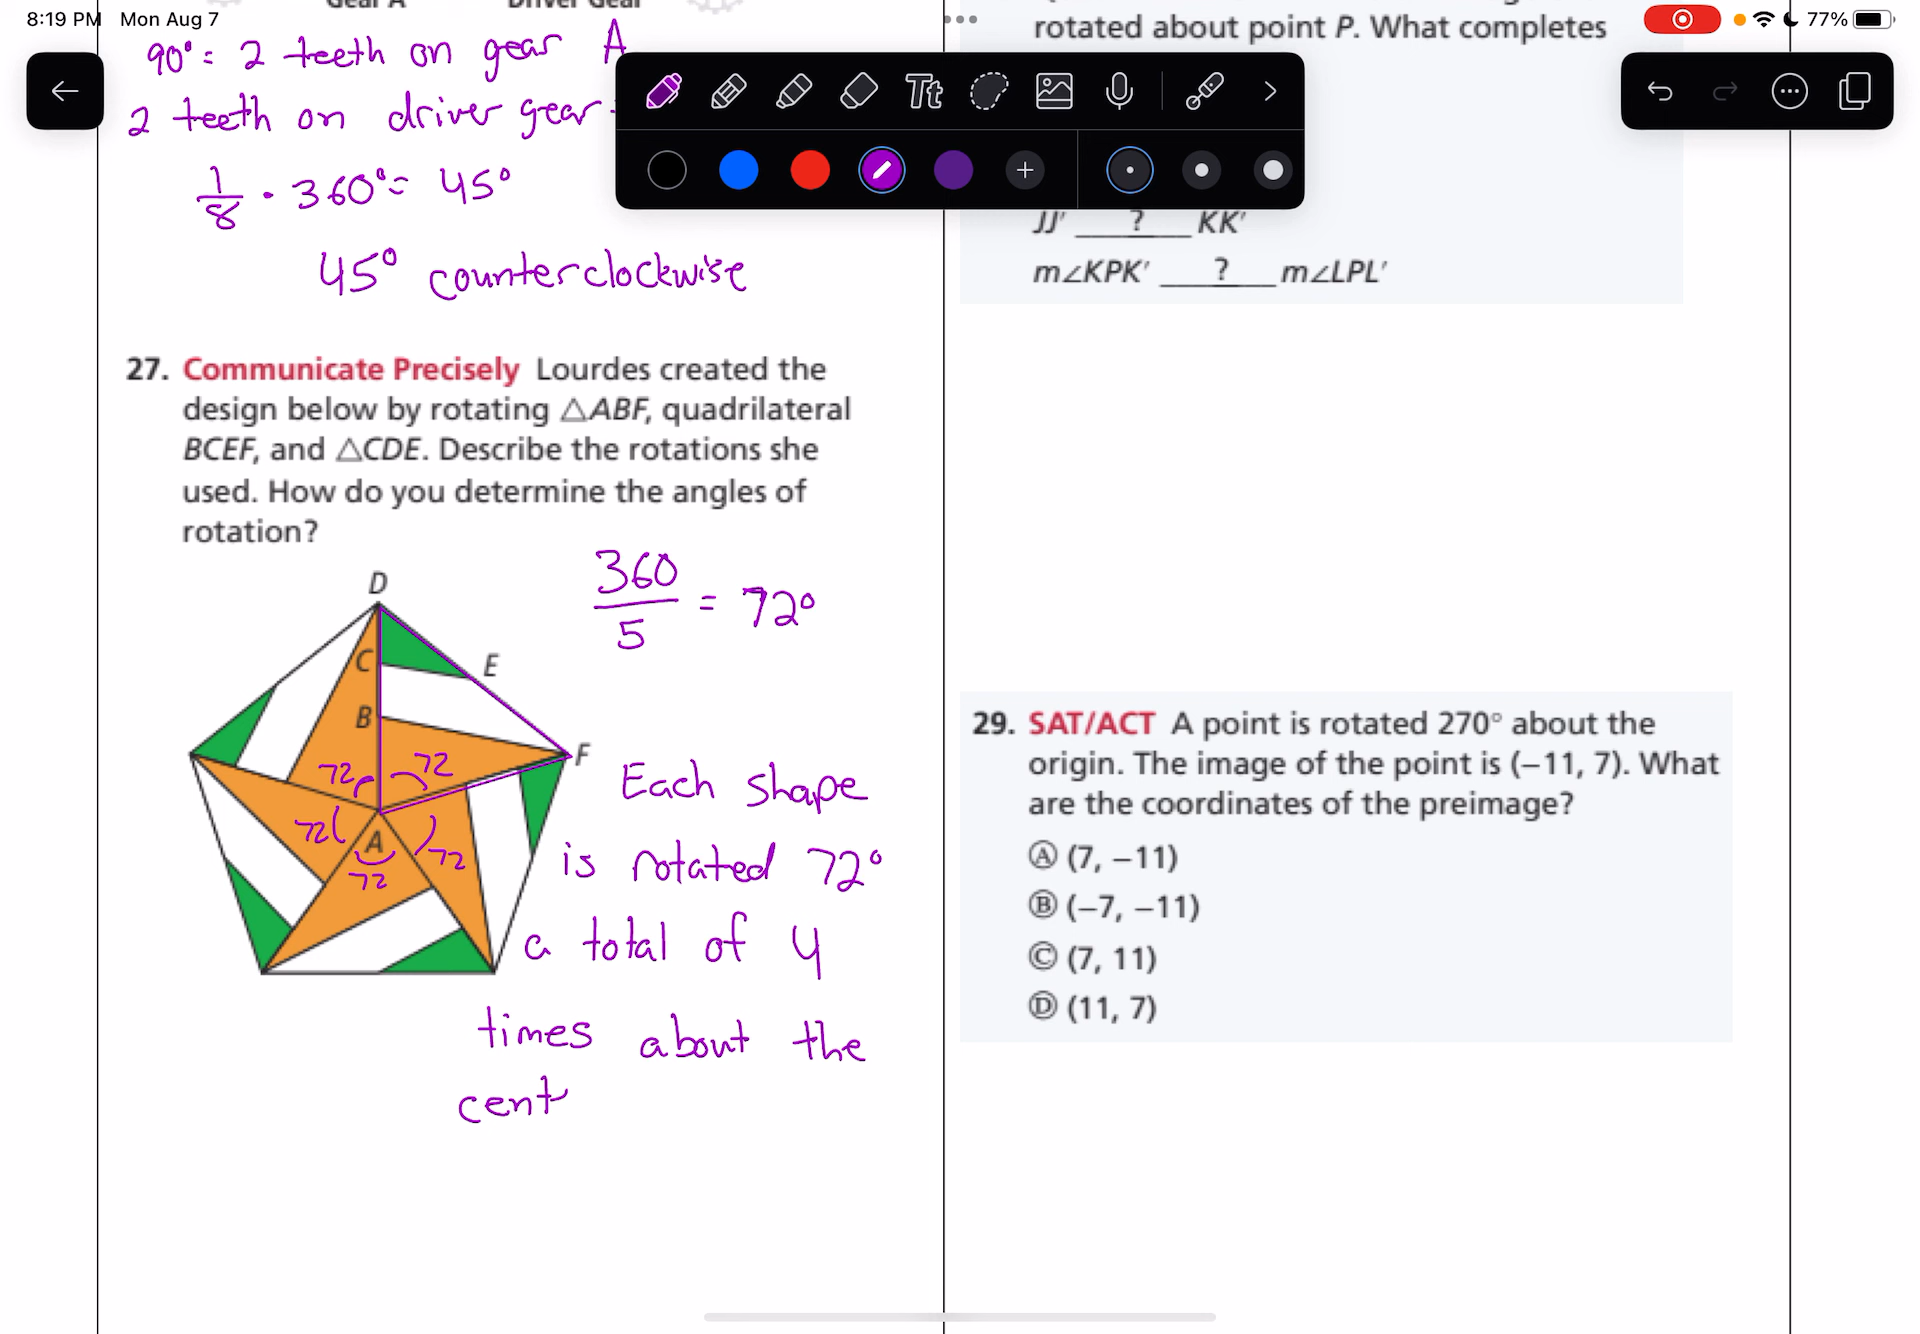 8:19 PM Mon Aug 7
77%
Gear A Driver Gear
90° = 2 teeth on gear A
2 teeth on driver gear
1/8 · 360° = 45°
45° counterclockwise
27. Communicate Precisely Lourdes created the
design below by rotating △ABF, quadrilateral
BCEF, and △CDE. Describe the rotations she
used. How do you determine the angles of
rotation?
360/5 = 72°
D
C
E
B
F
72 72
72
A
72
72
Each shape
is rotated 72°
a total of 4
times about the
cent
rotated about point P. What completes
Tt
JJ′ ? KK′
m∠KPK′ ? m∠LPL′
29. SAT/ACT A point is rotated 270° about the
origin. The image of the point is (−11, 7). What
are the coordinates of the preimage?
Ⓐ (7, −11)
Ⓑ (−7, −11)
Ⓒ (7, 11)
Ⓓ (11, 7)